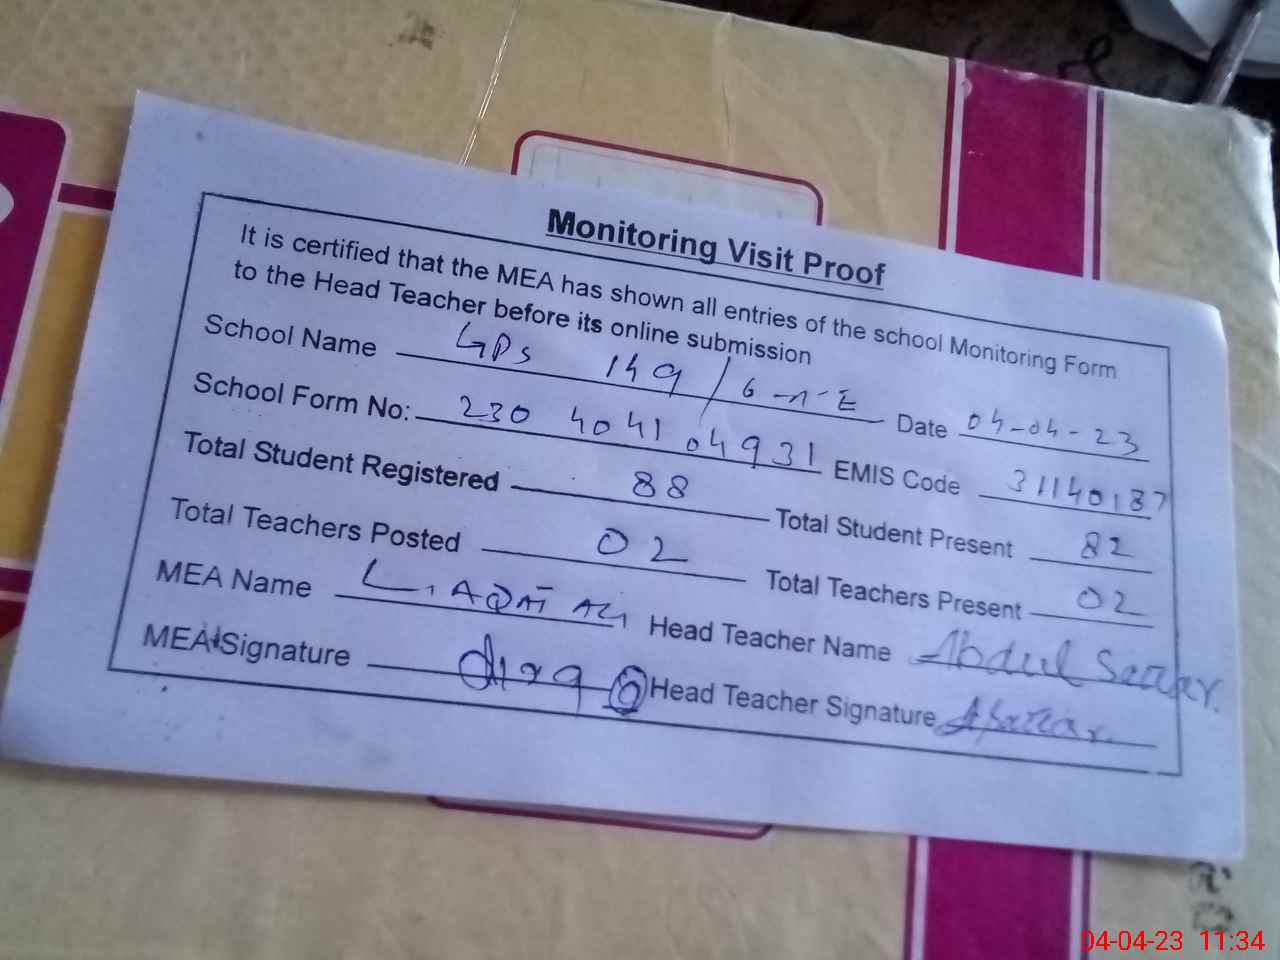 Monitoring Visit Proof
It is certified that the MEA has shown all entries of the school Monitoring Form
to the Head Teacher before its online submission
School Name GPS 149/6-R-E Date 04-04-23
School Form No: 230 4041 04931 EMIS Code 31140187
Total Student Registered 88 Total Student Present 82
Total Teachers Posted 02 Total Teachers Present 02
MEA Name LIAQAT ALI Head Teacher Name Abdul Sattar.
MEA Signature Head Teacher Signature ASattar
04-04-23 11:34